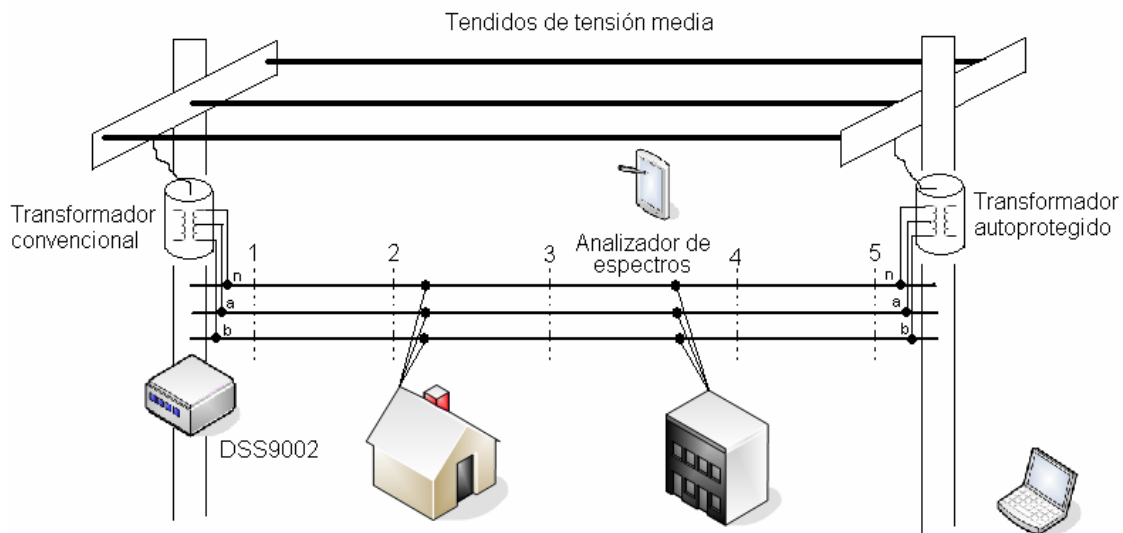 Tendidos de tensión media
Transformador
convencional
Transformador
autoprotegido
Analizador de
espectros
1
2
3
4
5
n
a
b
n
a
b
DSS9002